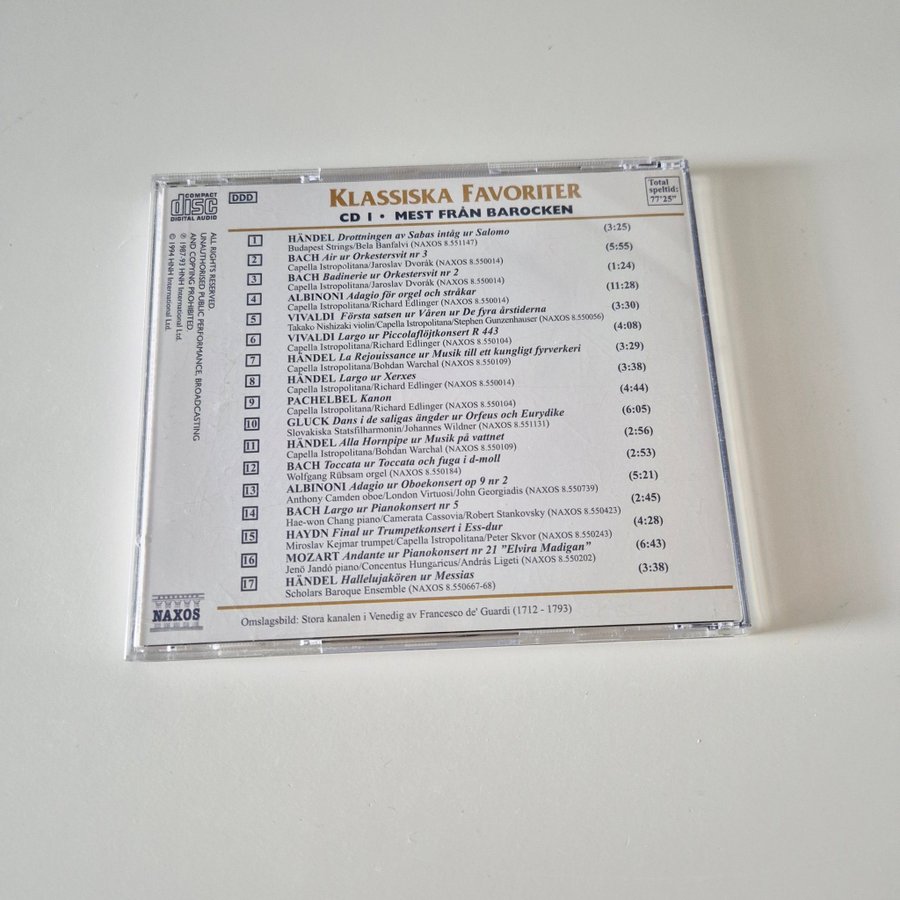 COMPACT
disc
DIGITAL AUDIO
DDD
KLASSISKA FAVORITER
CD 1 • MEST FRÅN BAROCKEN
Total
speltid:
77'25"
1 HÄNDEL Drottningen av Sabas intåg ur Salomo (3:25)
Budapest Strings/Bela Banfalvi (NAXOS 8.551147)
2 BACH Air ur Orkestersvit nr 3 (5:55)
Capella Istropolitana/Jaroslav Dvorák (NAXOS 8.550014)
3 BACH Badinerie ur Orkestersvit nr 2 (1:24)
Capella Istropolitana/Jaroslav Dvorák (NAXOS 8.550014)
4 ALBINONI Adagio för orgel och stråkar (11:28)
Capella Istropolitana/Richard Edlinger (NAXOS 8.550014)
5 VIVALDI Första satsen ur Våren ur De fyra årstiderna (3:30)
Takako Nishizaki violin/Capella Istropolitana/Stephen Gunzenhauser (NAXOS 8.550056)
6 VIVALDI Largo ur Piccolaflöjtkonsert R 443 (4:08)
Capella Istropolitana/Richard Edlinger (NAXOS 8.550104)
7 HÄNDEL La Rejouissance ur Musik till ett kungligt fyrverkeri (3:29)
Capella Istropolitana/Bohdan Warchal (NAXOS 8.550109)
8 HÄNDEL Largo ur Xerxes (3:38)
Capella Istropolitana/Richard Edlinger (NAXOS 8.550014)
9 PACHELBEL Kanon (4:44)
Capella Istropolitana/Richard Edlinger (NAXOS 8.550104)
10 GLUCK Dans i de saligas ängder ur Orfeus och Eurydike (6:05)
Slovakiska Statsfilharmonin/Johannes Wildner (NAXOS 8.551131)
11 HÄNDEL Alla Hornpipe ur Musik på vattnet (2:56)
Capella Istropolitana/Bohdan Warchal (NAXOS 8.550109)
12 BACH Toccata ur Toccata och fuga i d-moll (2:53)
Wolfgang Rübsam orgel (NAXOS 8.550184)
13 ALBINONI Adagio ur Oboekonsert op 9 nr 2 (5:21)
Anthony Camden oboe/London Virtuosi/John Georgiadis (NAXOS 8.550739)
14 BACH Largo ur Pianokonsert nr 5 (2:45)
Hae-won Chang piano/Camerata Cassovia/Robert Stankovsky (NAXOS 8.550423)
15 HAYDN Final ur Trumpetkonsert i Ess-dur (4:28)
Miroslav Kejmar trumpet/Capella Istropolitana/Peter Skvor (NAXOS 8.550243)
16 MOZART Andante ur Pianokonsert nr 21 "Elvira Madigan" (6:43)
Jenö Jandó piano/Concentus Hungaricus/András Ligeti (NAXOS 8.550202)
17 HÄNDEL Hallelujakören ur Messias (3:38)
Scholars Baroque Ensemble (NAXOS 8.550667-68)
Omslagsbild: Stora kanalen i Venedig av Francesco de' Guardi (1712 - 1793)
NAXOS
ALL RIGHTS RESERVED.
UNAUTHORISED PUBLIC PERFORMANCE, BROADCASTING
AND COPYING PROHIBITED.
℗ 1987-93 HNH International Ltd.
© 1994 HNH International Ltd.